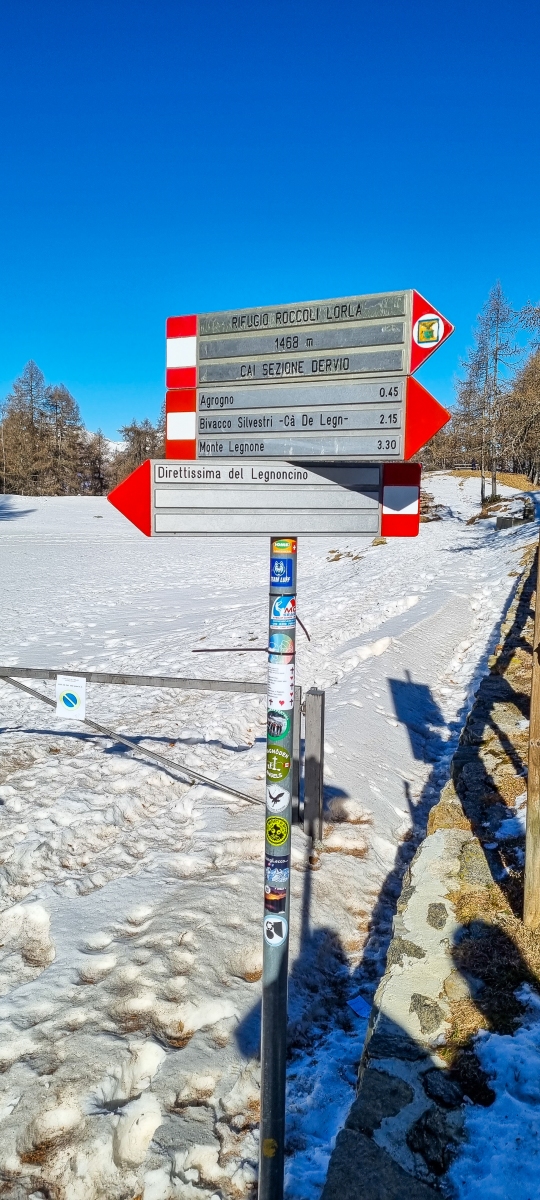 RIFUGIO ROCCOLI LORLA
1468 m
CAI SEZIONE DERVIO
Agrogno 0.45
Bivacco Silvestri -Cà De Legn- 2.15
Monte Legnone 3.30
Direttissima del Legnoncino